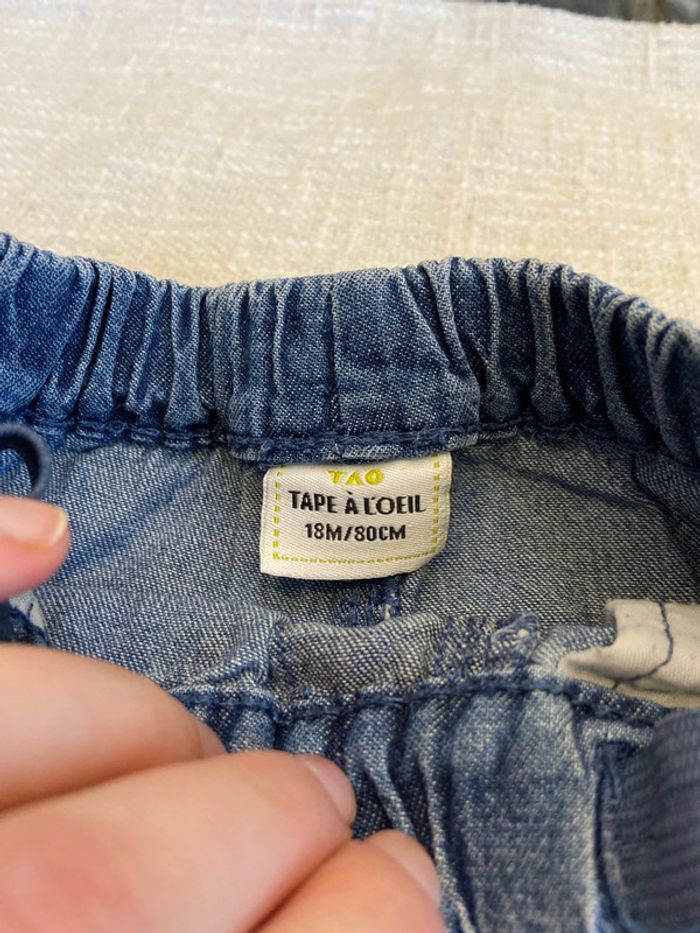 TAO
TAPE À L'OEIL
18M/80CM